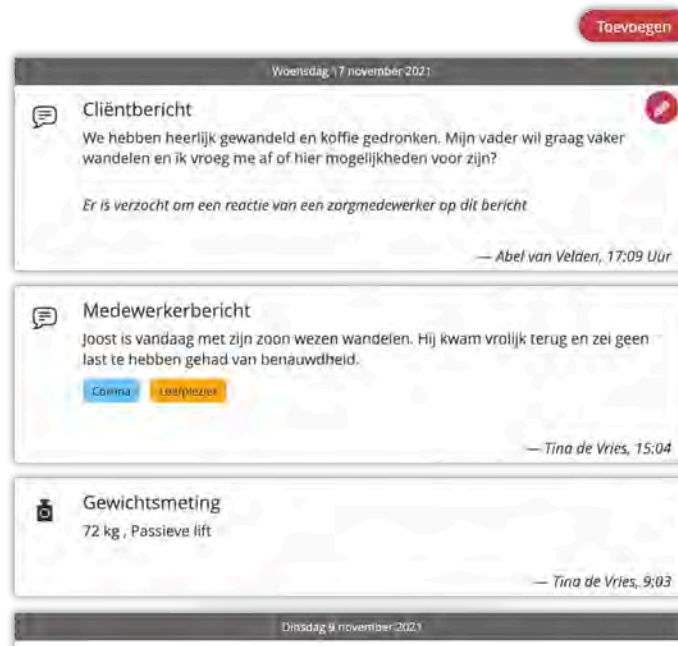 Toevoegen
Woensdag 17 november 2021
Cliëntbericht
We hebben heerlijk gewandeld en koffie gedronken. Mijn vader wil graag vaker
wandelen en ik vroeg me af of hier mogelijkheden voor zijn?
Er is verzocht om een reactie van een zorgmedewerker op dit bericht
— Abel van Velden, 17:09 Uur
Medewerkerbericht
Joost is vandaag met zijn zoon wezen wandelen. Hij kwam vrolijk terug en zei geen
last te hebben gehad van benauwdheid.
Corona Leefplezier
— Tina de Vries, 15:04
Gewichtsmeting
72 kg , Passieve lift
— Tina de Vries, 9:03
Dinsdag 9 november 2021